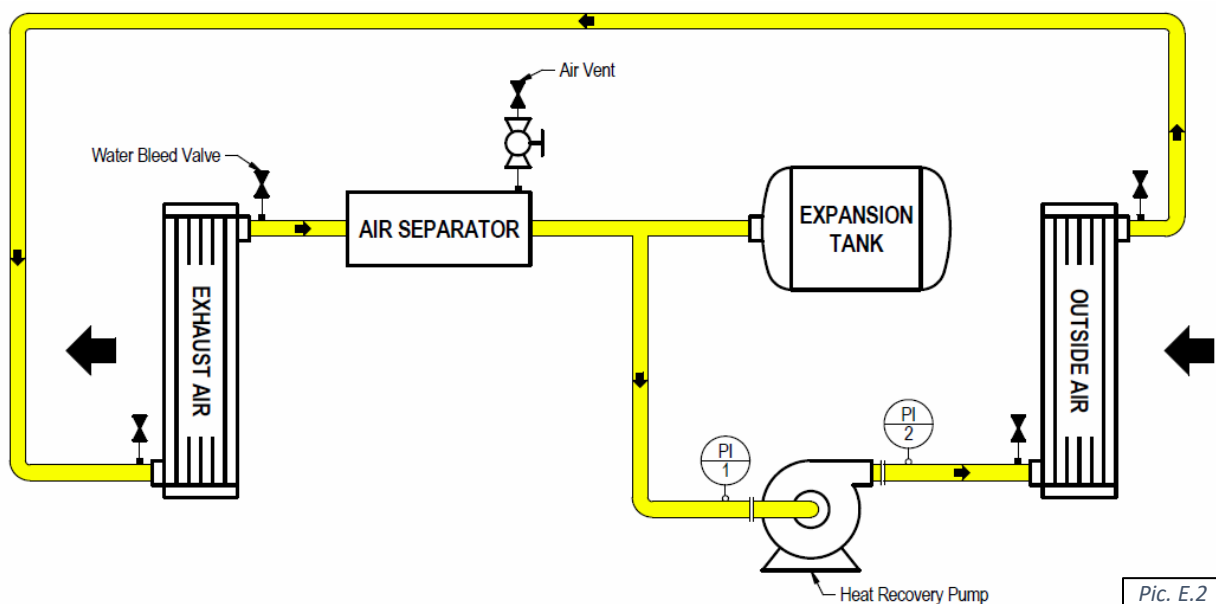 Air Vent
Water Bleed Valve
AIR SEPARATOR
EXPANSION
TANK
EXHAUST AIR
OUTSIDE AIR
PI
1
PI
2
Heat Recovery Pump
Pic. E.2